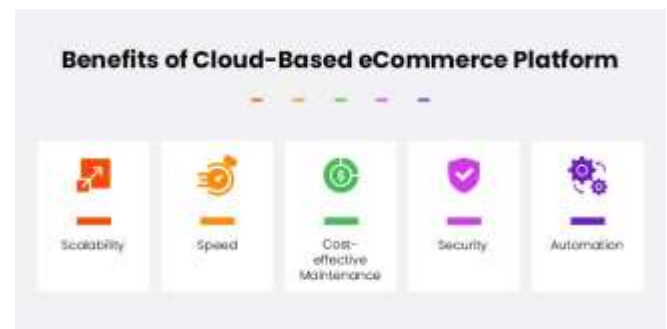 Benefits of Cloud-Based eCommerce Platform
Scalability
Speed
Cost-
effective
Maintenance
Security
Automation